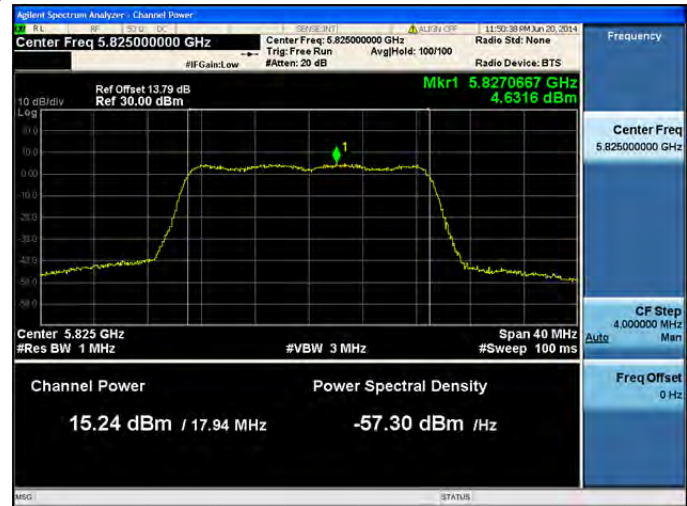 Agilent Spectrum Analyzer - Channel Power
RL RF 50 Ω DC SENSE:INT ALIGN OFF 11:50:38 PM Jun 20, 2014
Center Freq 5.825000000 GHz Center Freq: 5.825000000 GHz Radio Std: None
Trig: Free Run Avg|Hold: 100/100
#IFGain:Low #Atten: 20 dB Radio Device: BTS
Frequency
Mkr1 5.8270667 GHz
4.6316 dBm
Ref Offset 13.79 dB
10 dB/div Ref 30.00 dBm
Log
1
0.00
-10.0
Center Freq
5.825000000 GHz
Center 5.825 GHz Span 40 MHz
#Res BW 1 MHz #VBW 3 MHz #Sweep 100 ms
CF Step
4.000000 MHz
Auto Man
Channel Power Power Spectral Density
15.24 dBm / 17.94 MHz -57.30 dBm /Hz
Freq Offset
0 Hz
MSG STATUS